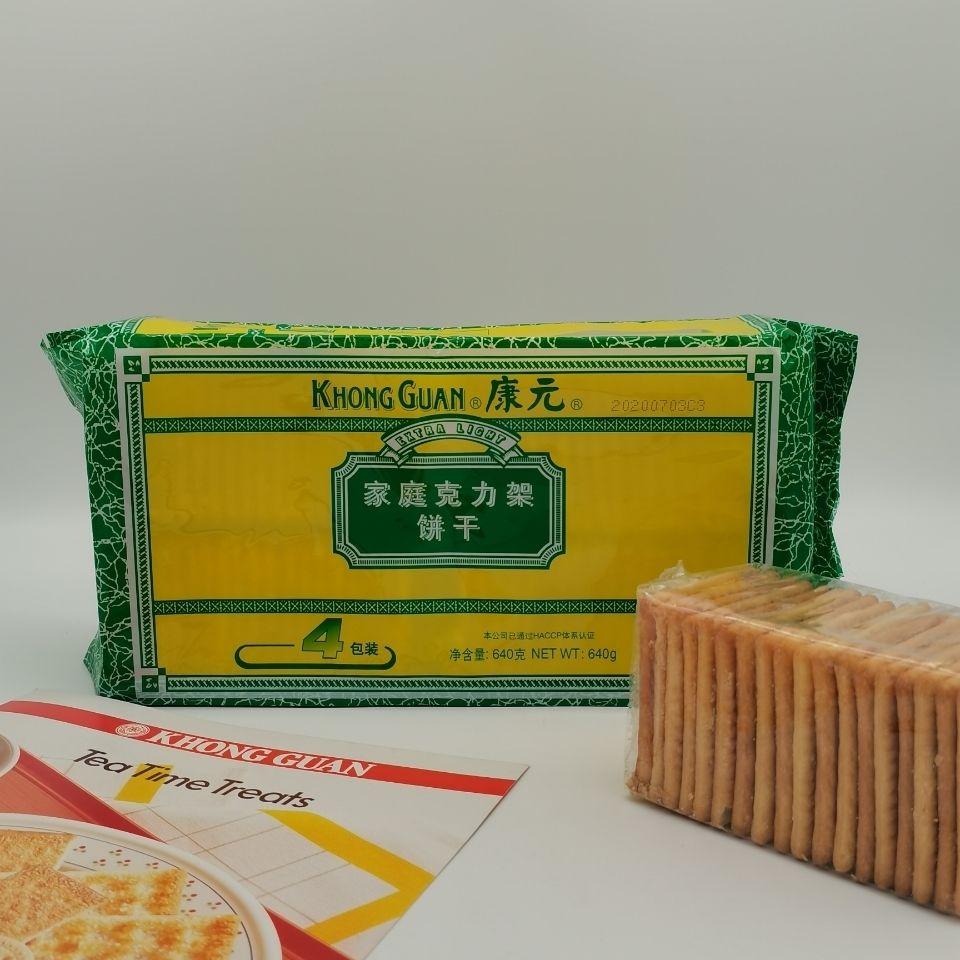 KHONG GUAN® 康元®
20200703C3
EXTRA LIGHT
家庭克力架
饼干
4包装
本公司已通过HACCP体系认证
净含量: 640克 NET WT: 640g
KHONG GUAN
Tea Time Treats